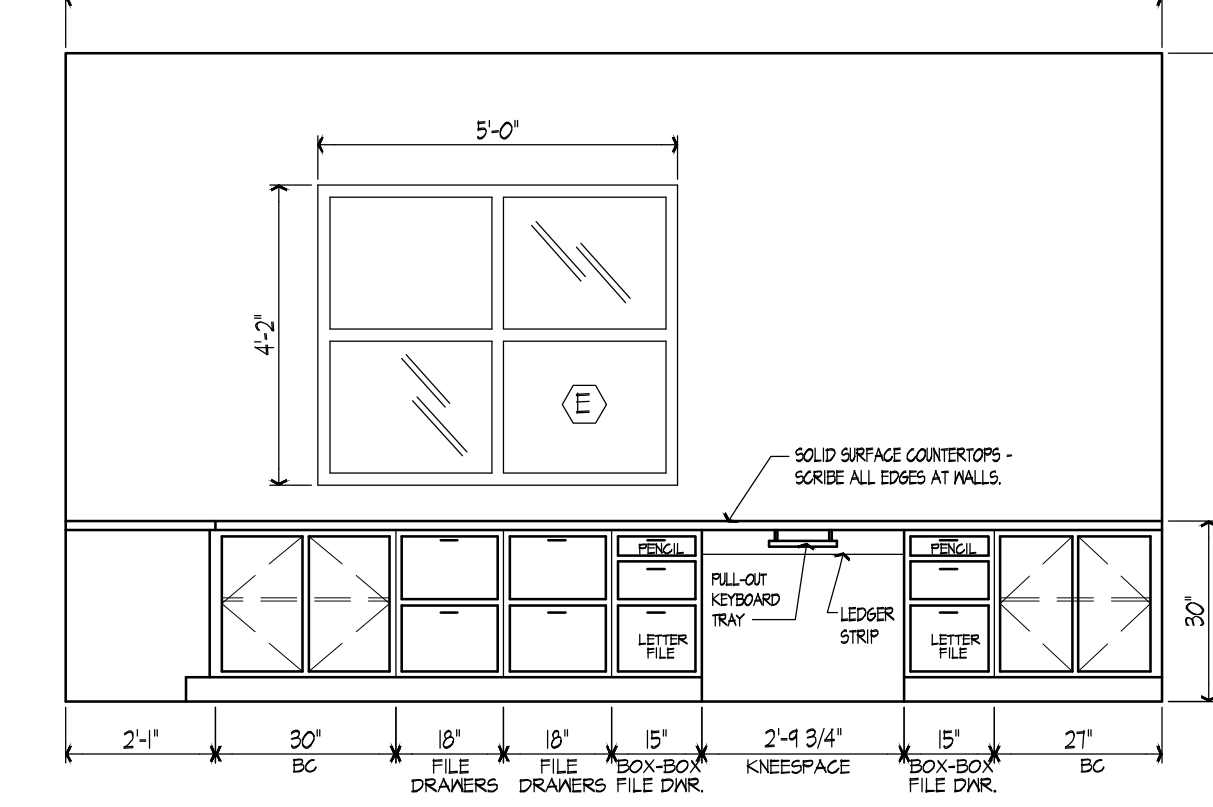 5'-0"
4'-2"
E
SOLID SURFACE COUNTERTOPS -
SCRIBE ALL EDGES AT WALLS.
PENCIL
PENCIL
PULL-OUT
KEYBOARD
TRAY
LEDGER
STRIP
LETTER
FILE
LETTER
FILE
30"
2'-1"
30"
BC
18"
FILE
DRAWERS
18"
FILE
DRAWERS
15"
BOX-BOX
FILE DWR.
2'-9 3/4"
KNEESPACE
15"
BOX-BOX
FILE DWR.
27"
BC